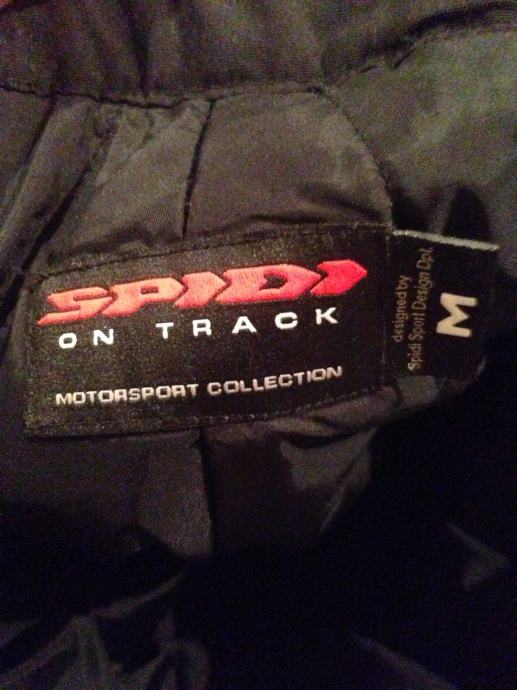 SPIDI
ON TRACK
MOTORSPORT COLLECTION
designed by
Spidi Sport Design Dpt.
M